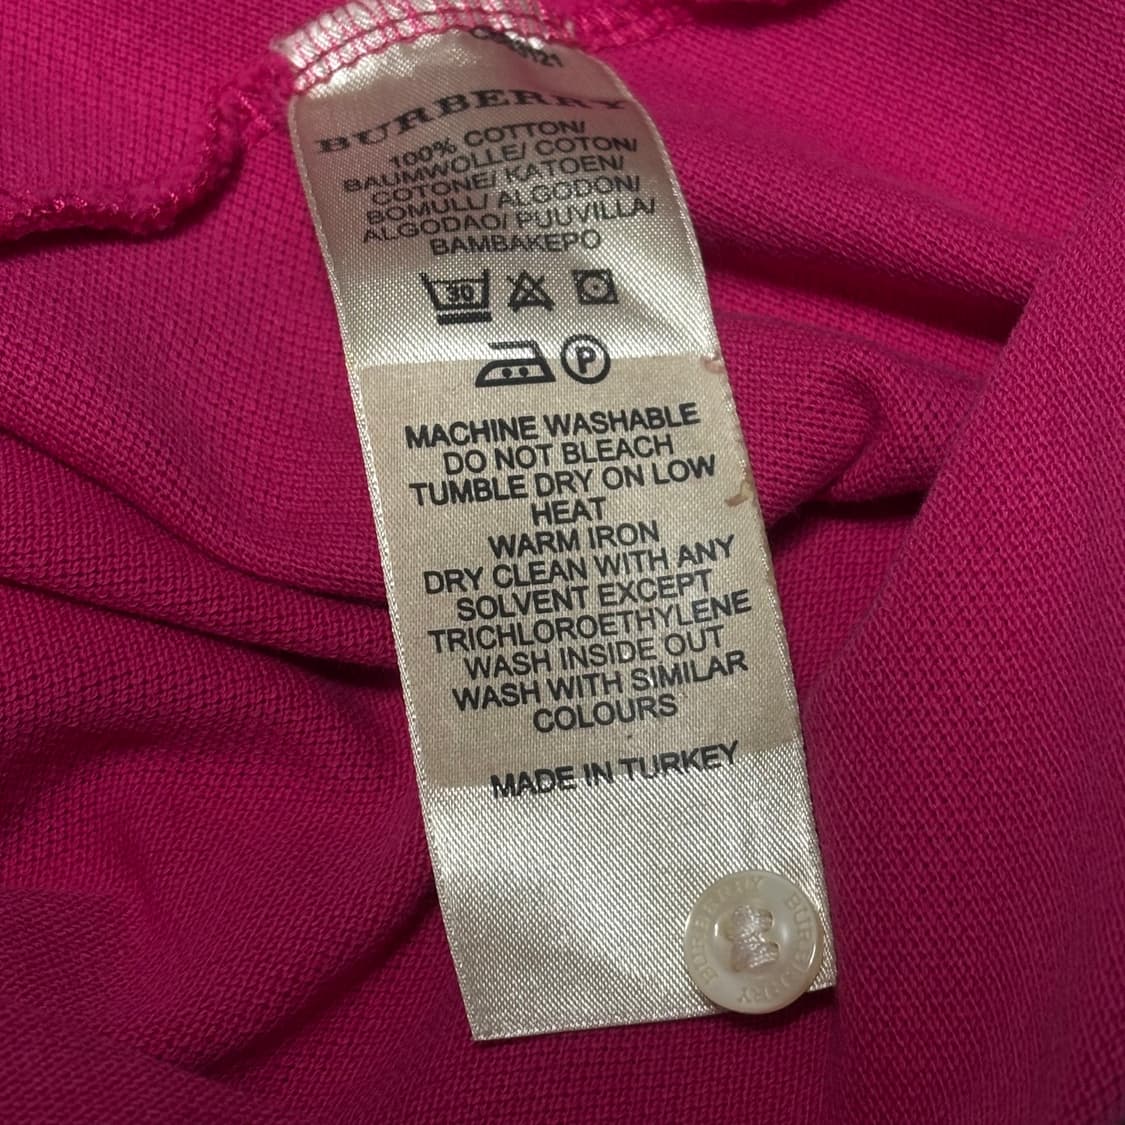 BURBERRY
100% COTTON/
BAUMWOLLE/ COTON/
COTONE/ KATOEN/
BOMULL/ ALGODON/
ALGODAO/ PUUVILLA/
ΒΑΜΒΑΚΕΡΟ
30
P
MACHINE WASHABLE
DO NOT BLEACH
TUMBLE DRY ON LOW
HEAT
WARM IRON
DRY CLEAN WITH ANY
SOLVENT EXCEPT
TRICHLOROETHYLENE
WASH INSIDE OUT
WASH WITH SIMILAR
COLOURS
MADE IN TURKEY
BURBERRY BURBERRY